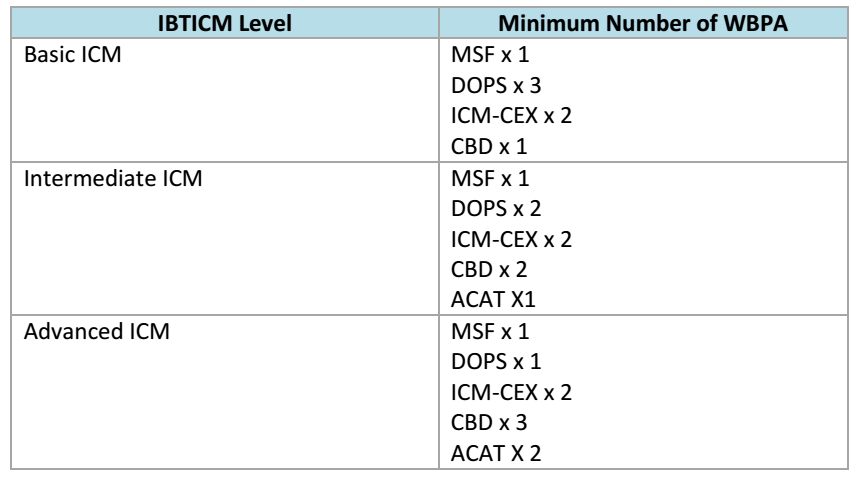 IBTICM Level Minimum Number of WBPA
Basic ICM MSF x 1
DOPS x 3
ICM-CEX x 2
CBD x 1
Intermediate ICM MSF x 1
DOPS x 2
ICM-CEX x 2
CBD x 2
ACAT X1
Advanced ICM MSF x 1
DOPS x 1
ICM-CEX x 2
CBD x 3
ACAT X 2